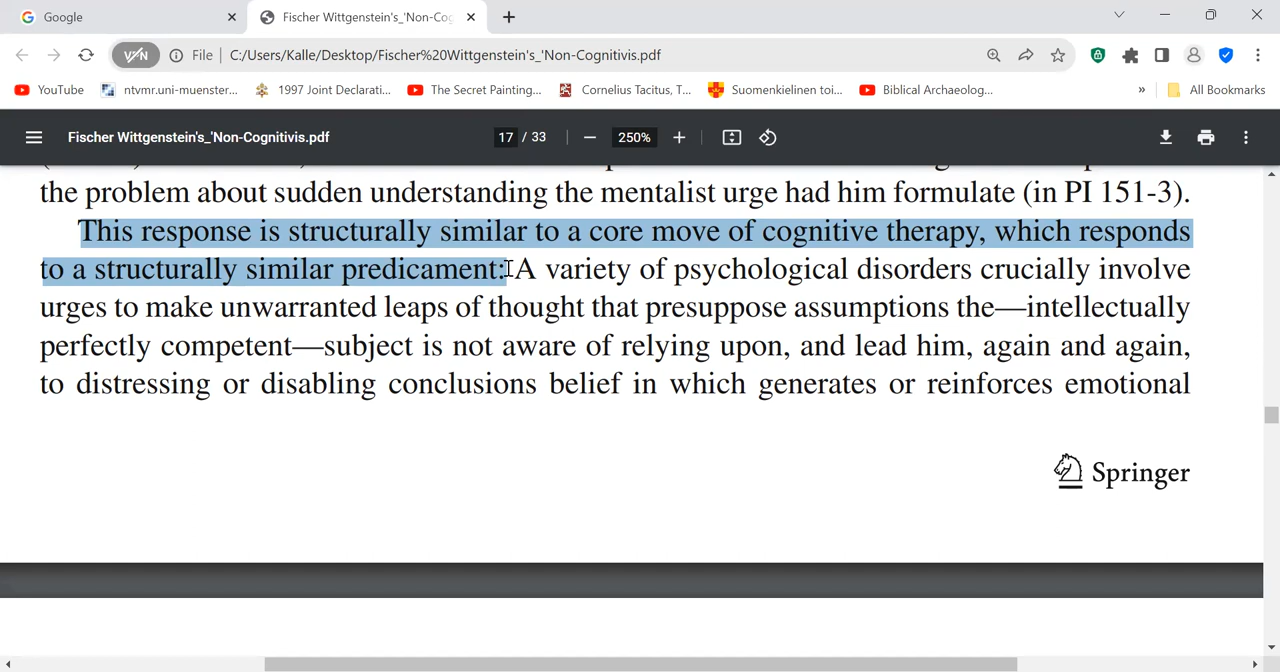 Google
Fischer Wittgenstein's_'Non-Cog
VPN
File
C:/Users/Kalle/Desktop/Fischer%20Wittgenstein's_'Non-Cognitivis.pdf
YouTube
ntvmr.uni-muenster...
1997 Joint Declarati...
The Secret Painting...
Cornelius Tacitus, T...
Suomenkielinen toi...
Biblical Archaeolog...
»
All Bookmarks
Fischer Wittgenstein's_'Non-Cognitivis.pdf
17 / 33
250%
the problem about sudden understanding the mentalist urge had him formulate (in PI 151-3).
This response is structurally similar to a core move of cognitive therapy, which responds
to a structurally similar predicament: A variety of psychological disorders crucially involve
urges to make unwarranted leaps of thought that presuppose assumptions the—intellectually
perfectly competent—subject is not aware of relying upon, and lead him, again and again,
to distressing or disabling conclusions belief in which generates or reinforces emotional
Springer